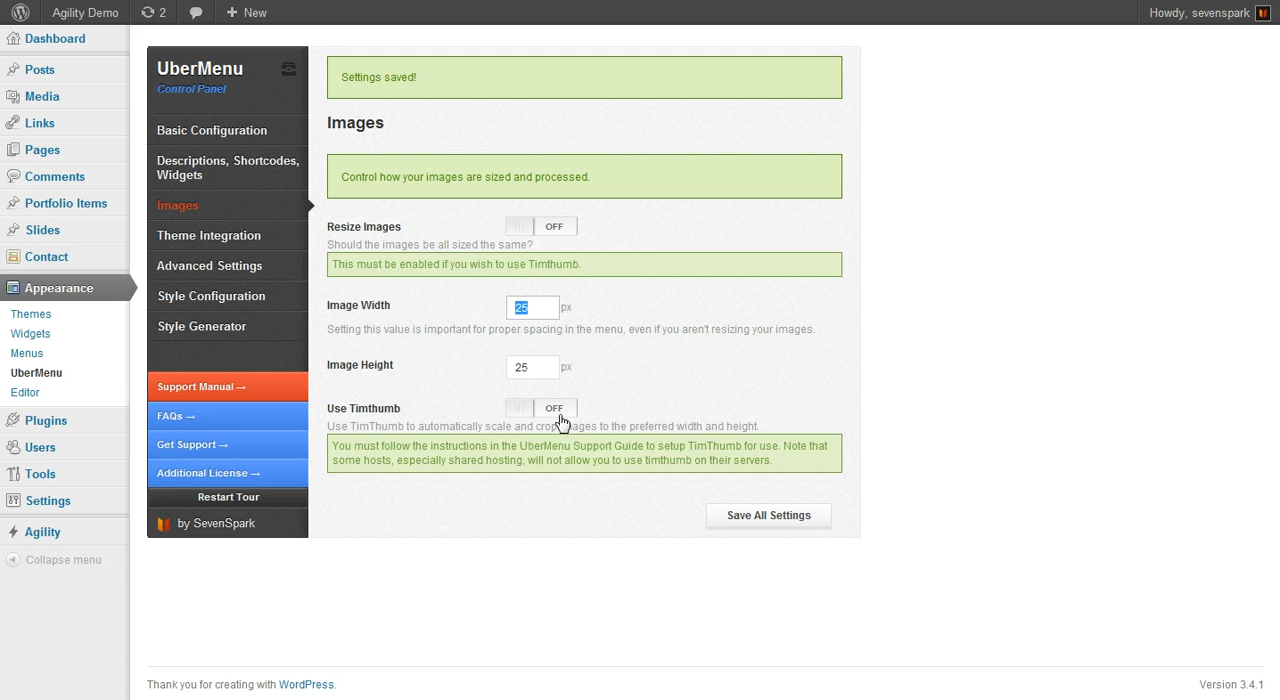 Agility Demo
2
New
Howdy, sevenspark
Dashboard
Posts
Media
Links
Pages
Comments
Portfolio Items
Slides
Contact
Appearance
Themes
Widgets
Menus
UberMenu
Editor
Plugins
Users
Tools
Settings
Agility
Collapse menu
UberMenu
Control Panel
Basic Configuration
Descriptions, Shortcodes,
Widgets
Images
Theme Integration
Advanced Settings
Style Configuration
Style Generator
Support Manual →
FAQs →
Get Support →
Additional License →
Restart Tour
by SevenSpark
Settings saved!
Images
Control how your images are sized and processed.
Resize Images
OFF
Should the images be all sized the same?
This must be enabled if you wish to use Timthumb.
Image Width
25
px
Setting this value is important for proper spacing in the menu, even if you aren't resizing your images.
Image Height
25
px
Use Timthumb
OFF
Use TimThumb to automatically scale and to the preferred width and height.
You must follow the instructions in the UberMenu Support Guide to setup TimThumb for use. Note that
some hosts, especially shared hosting, will not allow you to use timthumb on their servers.
Save All Settings
Thank you for creating with WordPress.
Version 3.4.1